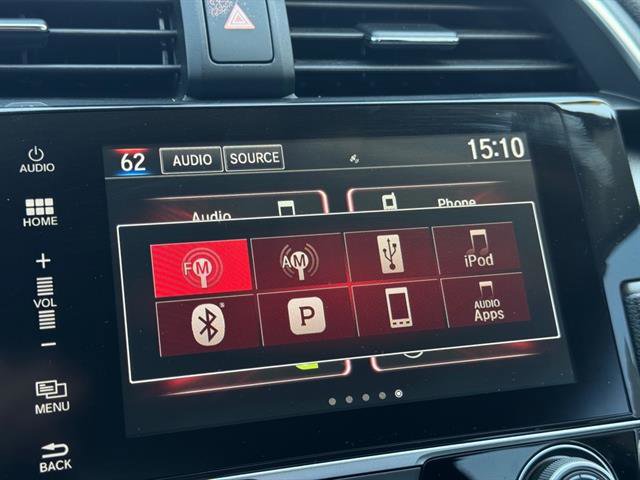 62 AUDIO SOURCE 15:10
AUDIO
HOME
Audio Phone
FM AM iPod
VOL
P AUDIO
Apps
MENU
BACK